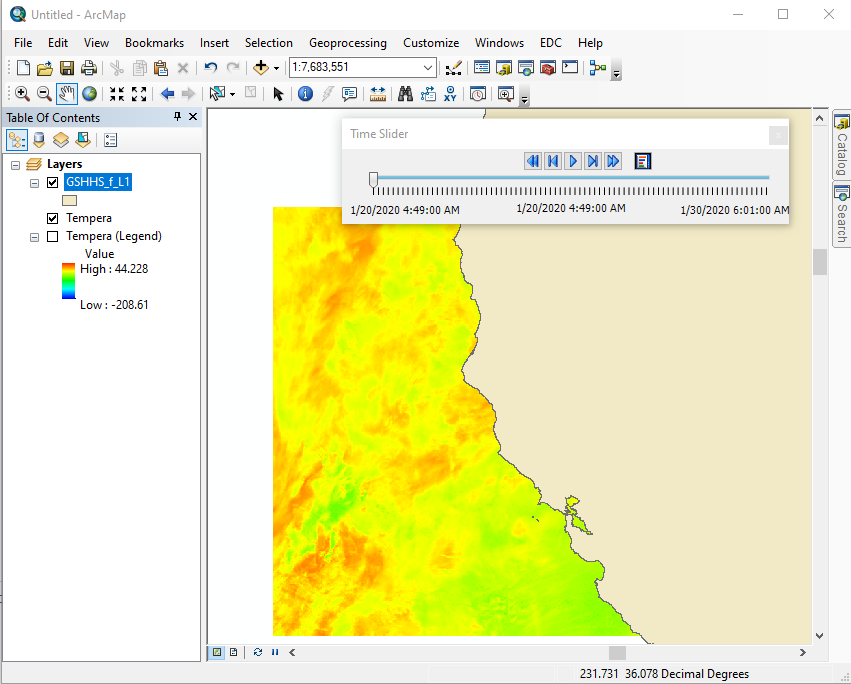 Untitled - ArcMap
File Edit View Bookmarks Insert Selection Geoprocessing Customize Windows EDC Help
1:7,683,551
Table Of Contents
Time Slider
Layers
GSHHS_f_L1
Tempera
Tempera (Legend)
Value
High : 44.228
Low : -208.61
1/20/2020 4:49:00 AM 1/20/2020 4:49:00 AM 1/30/2020 6:01:00 AM
Catalog
Search
231.731 36.078 Decimal Degrees